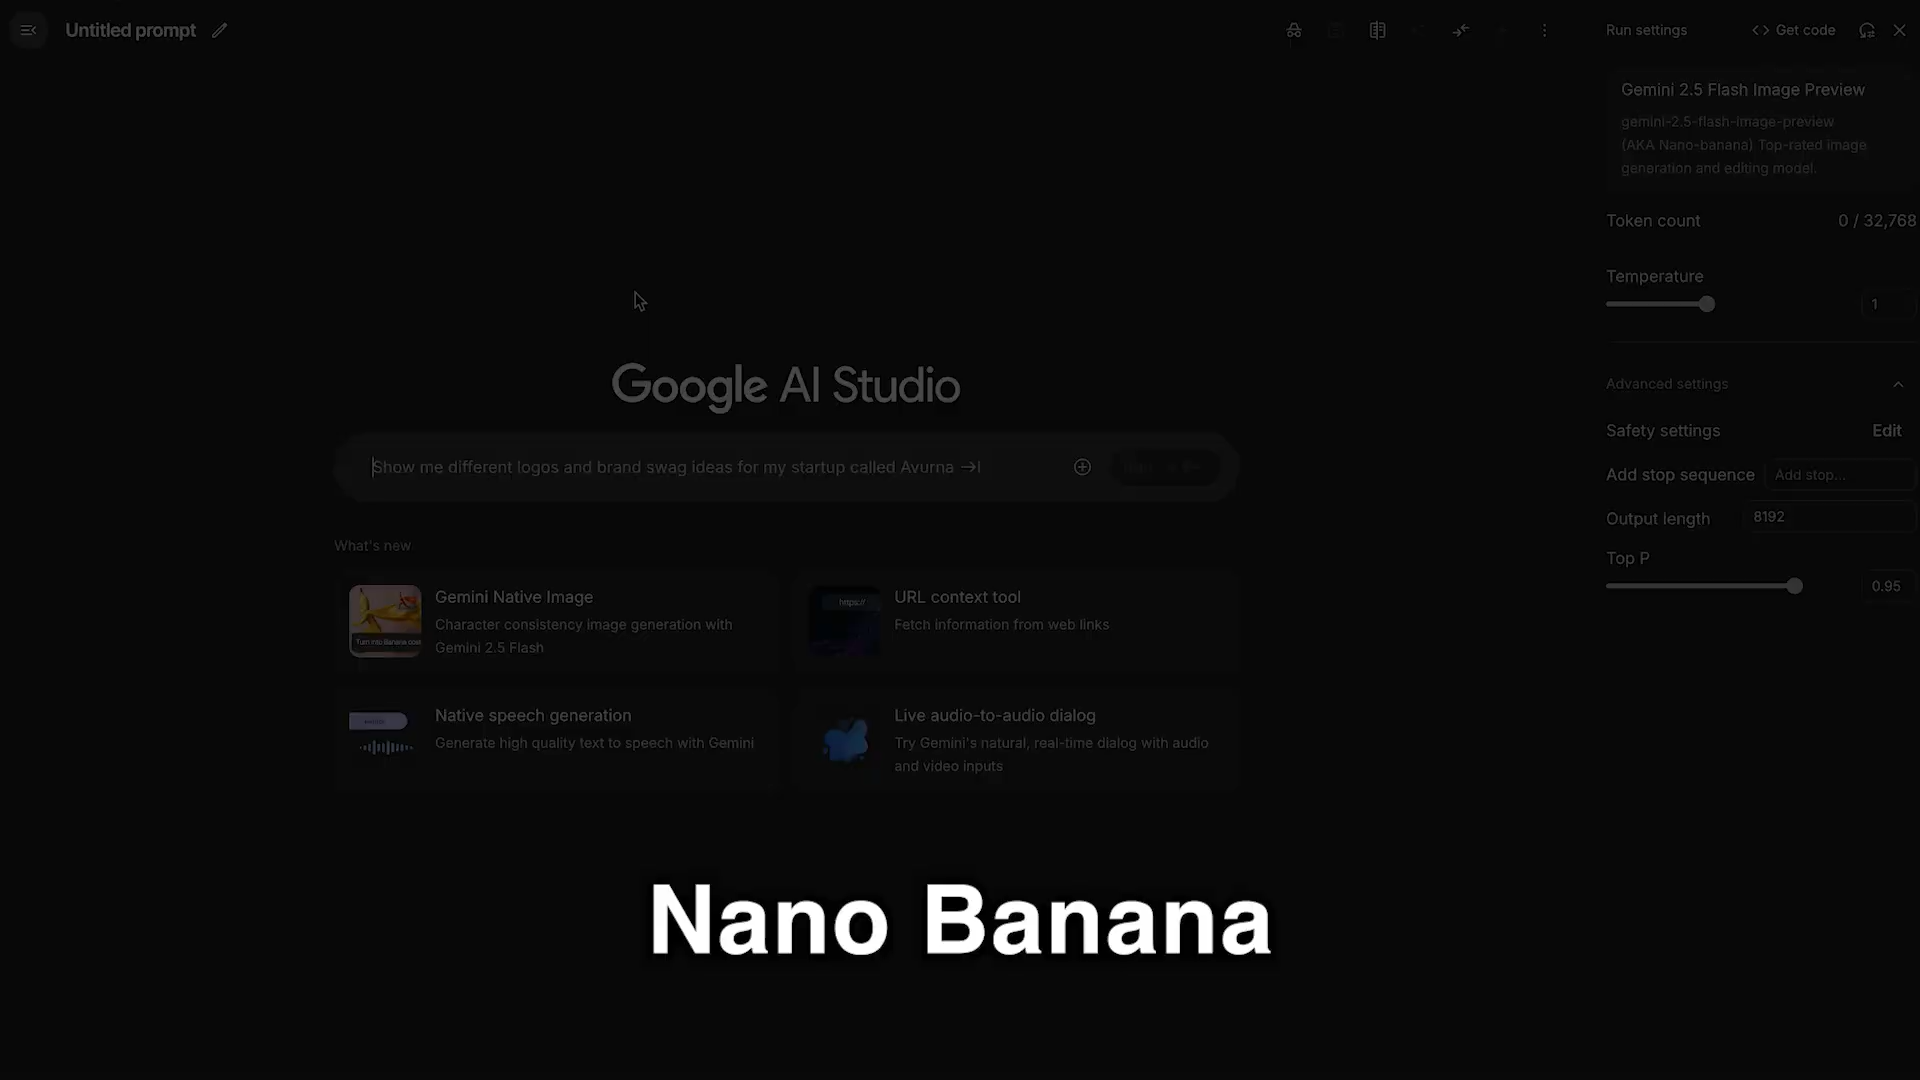 Untitled prompt
Run settings
Get code
Gemini 2.5 Flash Image Preview
gemini-2.5-flash-image-preview
(AKA Nano-banana) Top-rated image
generation and editing model.
Token count
0 / 32,768
Temperature
1
Google AI Studio
Advanced settings
Safety settings
Edit
Show me different logos and brand swag ideas for my startup called Avurna
Add stop sequence
Add stop...
Output length
8192
What's new
Top P
0.95
Gemini Native Image
Character consistency image generation with
Gemini 2.5 Flash
Turn into Banana
URL context tool
Fetch information from web links
https://
Native speech generation
Generate high quality text to speech with Gemini
Live audio-to-audio dialog
Try Gemini's natural, real-time dialog with audio
and video inputs
Nano Banana